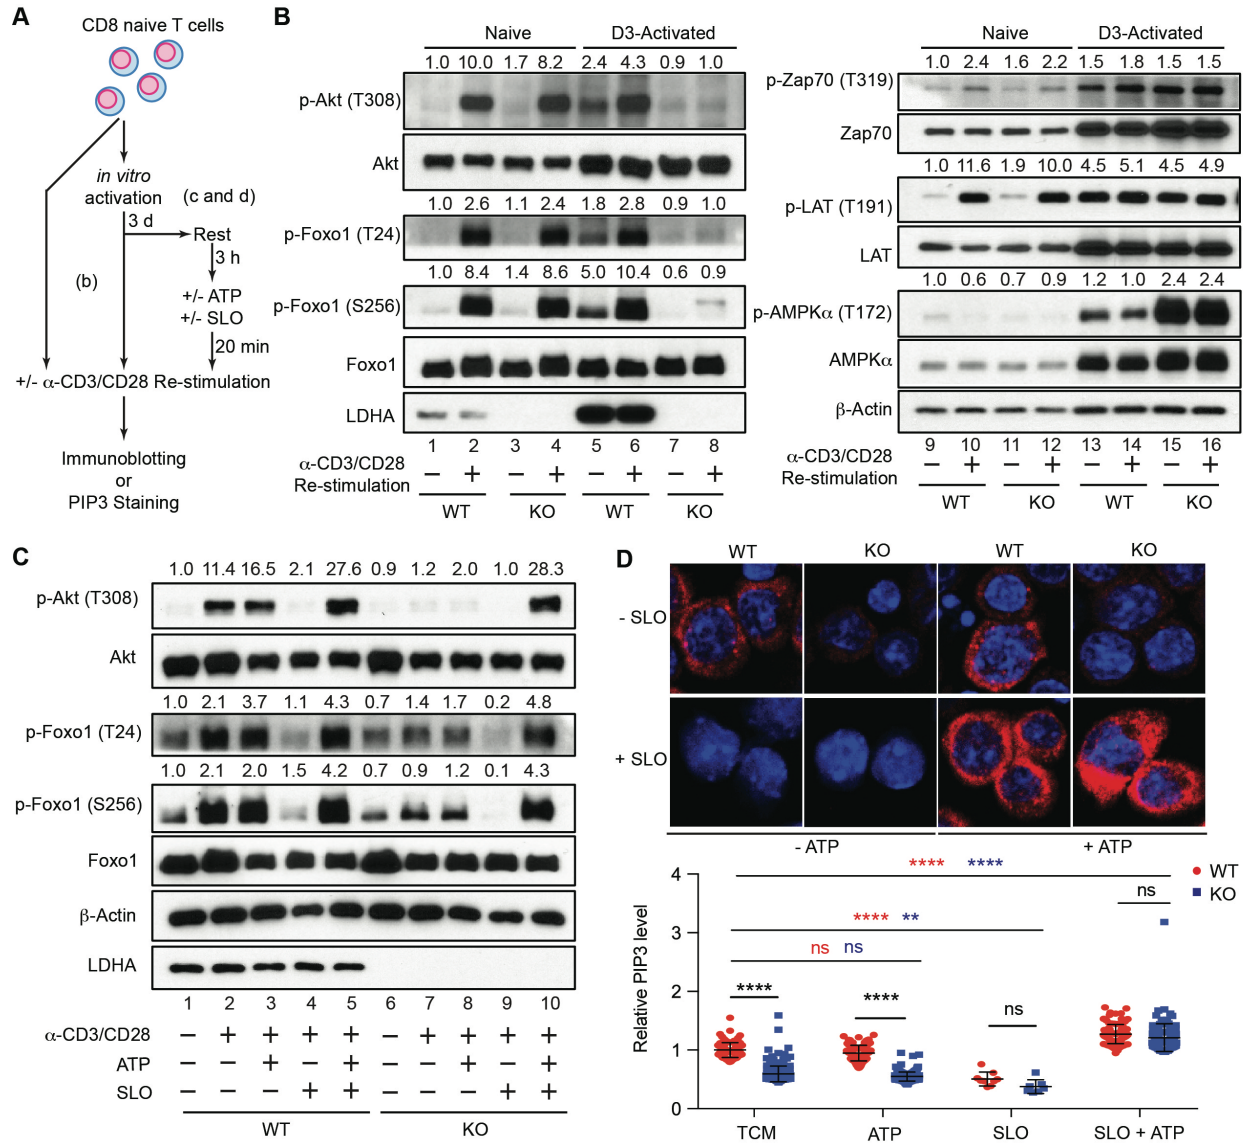 A
CD8 naive T cells
in vitro
activation
(c and d)
3 d
Rest
3 h
(b)
+/- ATP
+/- SLO
20 min
+/- α-CD3/CD28 Re-stimulation
Immunoblotting
or
PIP3 Staining
B
Naive D3-Activated
1.0 10.0 1.7 8.2 2.4 4.3 0.9 1.0
p-Akt (T308)
Akt
1.0 2.6 1.1 2.4 1.8 2.8 0.9 1.0
p-Foxo1 (T24)
1.0 8.4 1.4 8.6 5.0 10.4 0.6 0.9
p-Foxo1 (S256)
Foxo1
LDHA
1 2 3 4 5 6 7 8
α-CD3/CD28
Re-stimulation
− + − + − + − +
WT KO WT KO
Naive D3-Activated
1.0 2.4 1.6 2.2 1.5 1.8 1.5 1.5
p-Zap70 (T319)
Zap70
1.0 11.6 1.9 10.0 4.5 5.1 4.5 4.9
p-LAT (T191)
LAT
1.0 0.6 0.7 0.9 1.2 1.0 2.4 2.4
p-AMPKα (T172)
AMPKα
β-Actin
9 10 11 12 13 14 15 16
α-CD3/CD28
Re-stimulation
− + − + − + − +
WT KO WT KO
C
1.0 11.4 16.5 2.1 27.6 0.9 1.2 2.0 1.0 28.3
p-Akt (T308)
Akt
1.0 2.1 3.7 1.1 4.3 0.7 1.4 1.7 0.2 4.8
p-Foxo1 (T24)
1.0 2.1 2.0 1.5 4.2 0.7 0.9 1.2 0.1 4.3
p-Foxo1 (S256)
Foxo1
β-Actin
LDHA
1 2 3 4 5 6 7 8 9 10
α-CD3/CD28 − + + + + − + + + +
ATP − − + − + − − + − +
SLO − − − + + − − − + +
WT KO
D
WT KO WT KO
- SLO
+ SLO
- ATP + ATP
**** ****
WT
KO
4
ns
**** **
3
ns ns
Relative PIP3 level
2
**** **** ns
1
0
TCM ATP SLO SLO + ATP